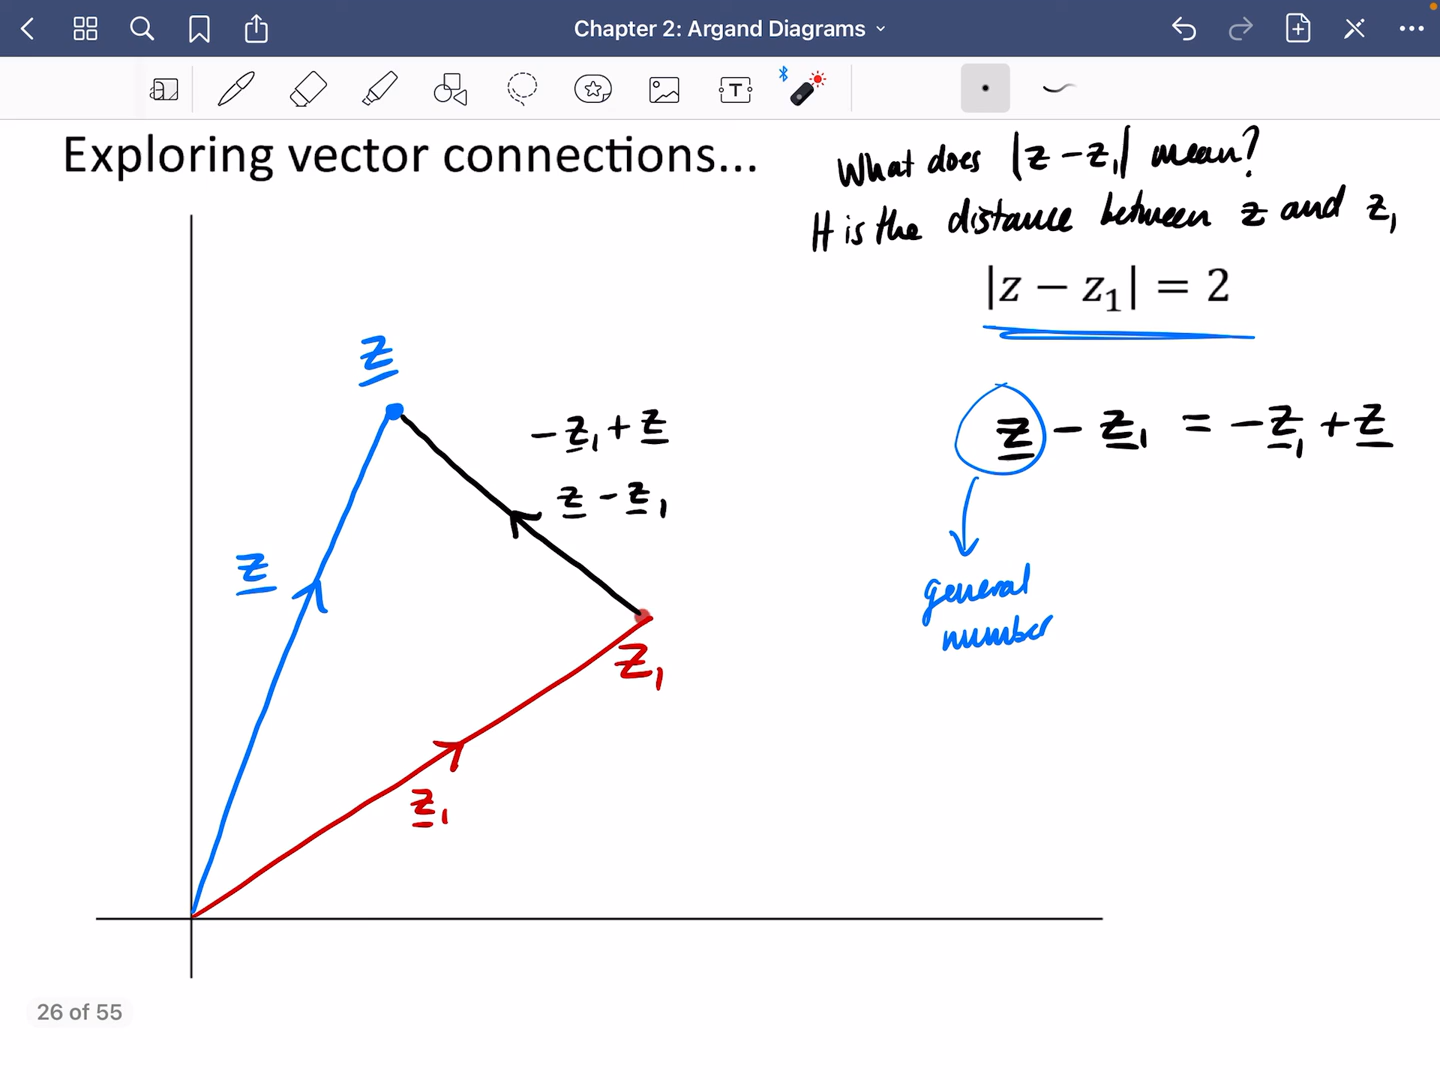 Chapter 2: Argand Diagrams
T
Exploring vector connections...
What does |z - z₁| mean?
It is the distance between z and z₁
|z − z₁| = 2
z
-z₁ + z
z - z₁
z - z₁ = -z₁ + z
z
general
number
z₁
z₁
26 of 55